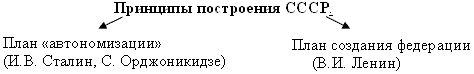 Принципы построения СССР.
План «автономизации»
(И.В. Сталин, С. Орджоникидзе)
План создания федерации
(В.И. Ленин)